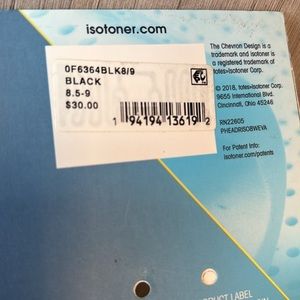 isotoner.com
The Chevron Design is a
trademark and isotoner is
a registered trademark of
totes»isotoner Corp.
0F6364BLK8/9
BLACK
8.5-9
$30.00
1 94194 13619 2
© 2018, totes»isotoner Corp.
9655 International Blvd.
Cincinnati, Ohio 45246
RN22605
PHEADRISOBWEVA
For Patent Info:
isotoner.com/patents
LABEL